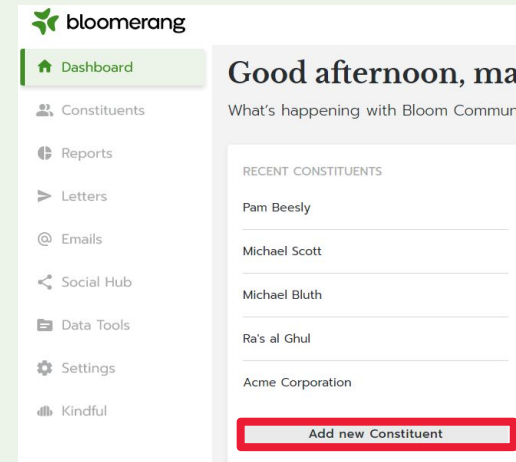 bloomerang
Dashboard
Constituents
Reports
Letters
@ Emails
Social Hub
Data Tools
Settings
Kindful
Good afternoon, ma
What's happening with Bloom Commun
RECENT CONSTITUENTS
Pam Beesly
Michael Scott
Michael Bluth
Ra's al Ghul
Acme Corporation
Add new Constituent